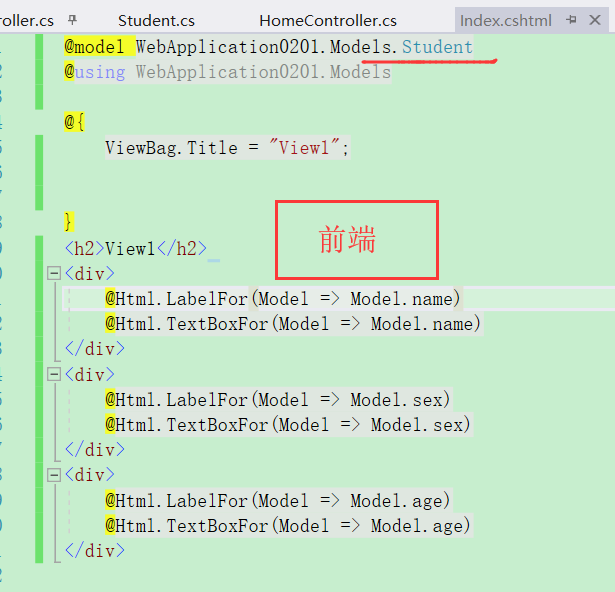 oller.cs Student.cs HomeController.cs Index.cshtml
@model WebApplication0201.Models.Student
@using WebApplication0201.Models
@{
ViewBag.Title = "View1";
}
<h2>View1</h2>
前端
<div>
@Html.LabelFor(Model => Model.name)
@Html.TextBoxFor(Model => Model.name)
</div>
<div>
@Html.LabelFor(Model => Model.sex)
@Html.TextBoxFor(Model => Model.sex)
</div>
<div>
@Html.LabelFor(Model => Model.age)
@Html.TextBoxFor(Model => Model.age)
</div>